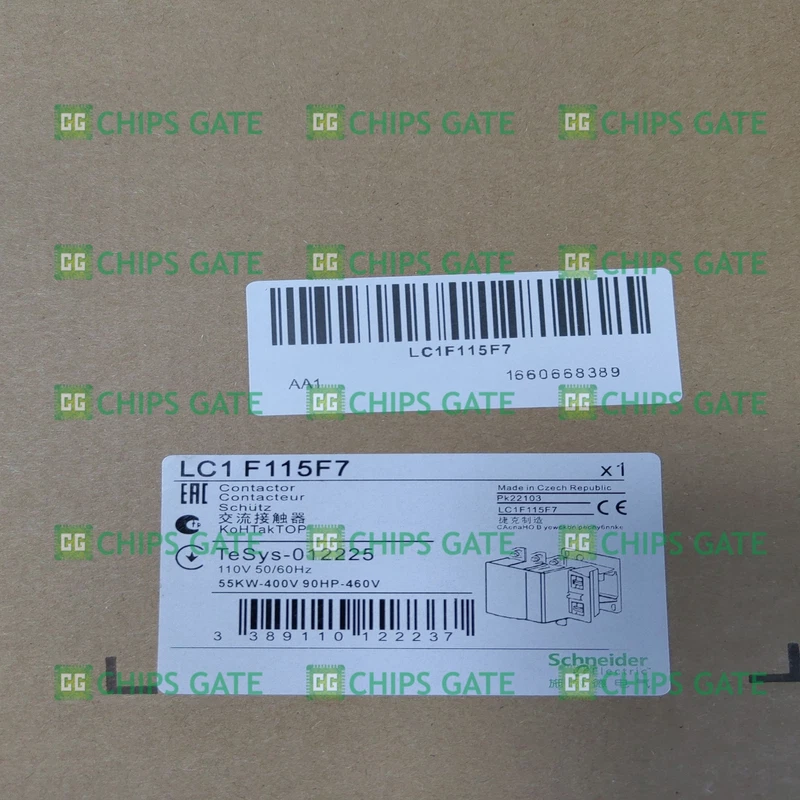 CG CHIPS GATE CG CHIPS GATE CG CHIPS GATE
CG CHIPS GATE CG CHIPS GATE CG CHIPS GATE
LC1F115F7
AA1 1660668389
CG CHIPS GATE CG CHIPS GATE CG CHIPS GATE
LC1 F115F7 x1
EAC Contactor
Contacteur
Schütz
交流接触器
KoHTakTOP
Made in Czech Republic
Pk22103
LC1F115F7 CE
捷克制造
CG CHIPS GATE CG CHIPS GATE CG CHIPS GATE
TeSys-012225
110V 50/60Hz
55KW-400V 90HP-460V
3 389110 122237
Schneider
Electric
CG CHIPS GATE CG CHIPS GATE CG CHIPS GATE